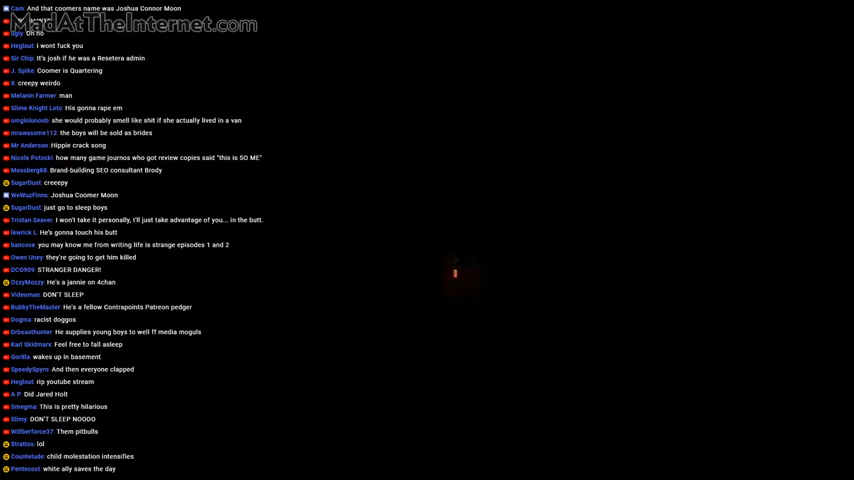 Cam: And that coomers name was Joshua Connor Moon
MadAtTheInternet.com
ugly: Oh no
Heglout: i wont fuck you
Sir Chip: It's josh if he was a Resetera admin
J. Spike: Coomer is Quartering
X: creepy weirdo
Melanin Farmer: man
Slime Knight Loto: His gonna rape em
omglolunoob: she would probably smell like shit if she actually lived in a van
mrawasome112: the boys will be sold as brides
Mr Anderson: Hippie crack song
Nicole Potocki: how many game journos who got review copies said "this is SO ME"
Mossberg88: Brand-building SEO consultant Brody
SugarDust: creeepy
WeWuzFinns: Joshua Coomer Moon
SugarDust: just go to sleep boys
Tristan Seaver: I won't take it personally, I'll just take advantage of you... in the butt.
lewrick L: He's gonna touch his butt
bancove: you may know me from writing life is strange episodes 1 and 2
Owen Uney: they're going to get him killed
DCG909: STRANGER DANGER!
OzzyMozzy: He's a jannie on 4chan
Videoman: DON'T SLEEP
BubbyTheMaster: He's a fellow Contrapoints Patreon pedger
Dogma: racist doggos
Drbeasthunter: He supplies young boys to well ff media moguls
Karl Skidmarx: Feel free to fall asleep
Gorilla: wakes up in basement
SpeedySpyro: And then everyone clapped
Heglout: rip youtube stream
A P: Did Jared Holt
Smegma: This is pretty hilarious
Slimy: DON'T SLEEP NOOOO
Willberforce37: Them pitbulls
Strattos: lol
Countelude: child molestation intensifies
Pentecost: white ally saves the day